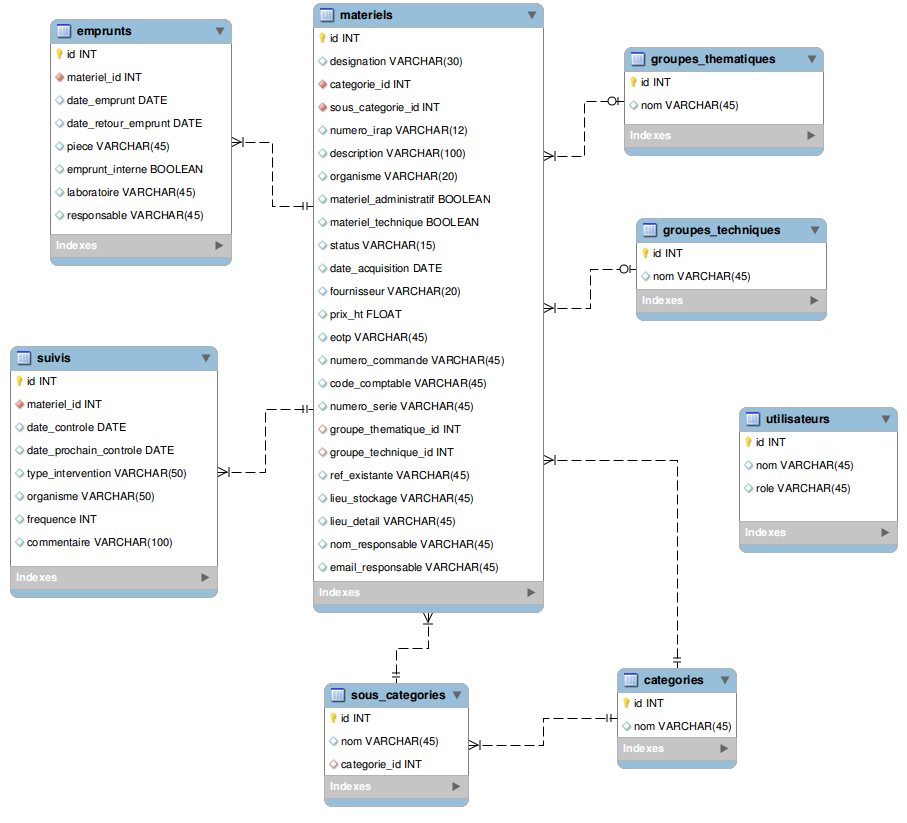 emprunts
id INT
materiel_id INT
date_emprunt DATE
date_retour_emprunt DATE
piece VARCHAR(45)
emprunt_interne BOOLEAN
laboratoire VARCHAR(45)
responsable VARCHAR(45)
Indexes
suivis
id INT
materiel_id INT
date_controle DATE
date_prochain_controle DATE
type_intervention VARCHAR(50)
organisme VARCHAR(50)
frequence INT
commentaire VARCHAR(100)
Indexes
materiels
id INT
designation VARCHAR(30)
categorie_id INT
sous_categorie_id INT
numero_irap VARCHAR(12)
description VARCHAR(100)
organisme VARCHAR(20)
materiel_administratif BOOLEAN
materiel_technique BOOLEAN
status VARCHAR(15)
date_acquisition DATE
fournisseur VARCHAR(20)
prix_ht FLOAT
eotp VARCHAR(45)
numero_commande VARCHAR(45)
code_comptable VARCHAR(45)
numero_serie VARCHAR(45)
groupe_thematique_id INT
groupe_technique_id INT
ref_existante VARCHAR(45)
lieu_stockage VARCHAR(45)
lieu_detail VARCHAR(45)
nom_responsable VARCHAR(45)
email_responsable VARCHAR(45)
Indexes
groupes_thematiques
id INT
nom VARCHAR(45)
Indexes
groupes_techniques
id INT
nom VARCHAR(45)
Indexes
utilisateurs
id INT
nom VARCHAR(45)
role VARCHAR(45)
Indexes
sous_categories
id INT
nom VARCHAR(45)
categorie_id INT
Indexes
categories
id INT
nom VARCHAR(45)
Indexes